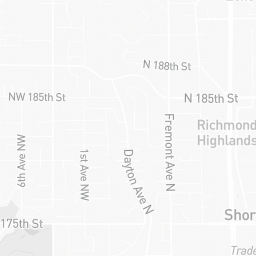 N 188th St
NW 185th St
N 185th St
Richmond
Highlands
Fremont Ave N
6th Ave NW
1st Ave NW
Dayton Ave N
175th St
Shor
Trade